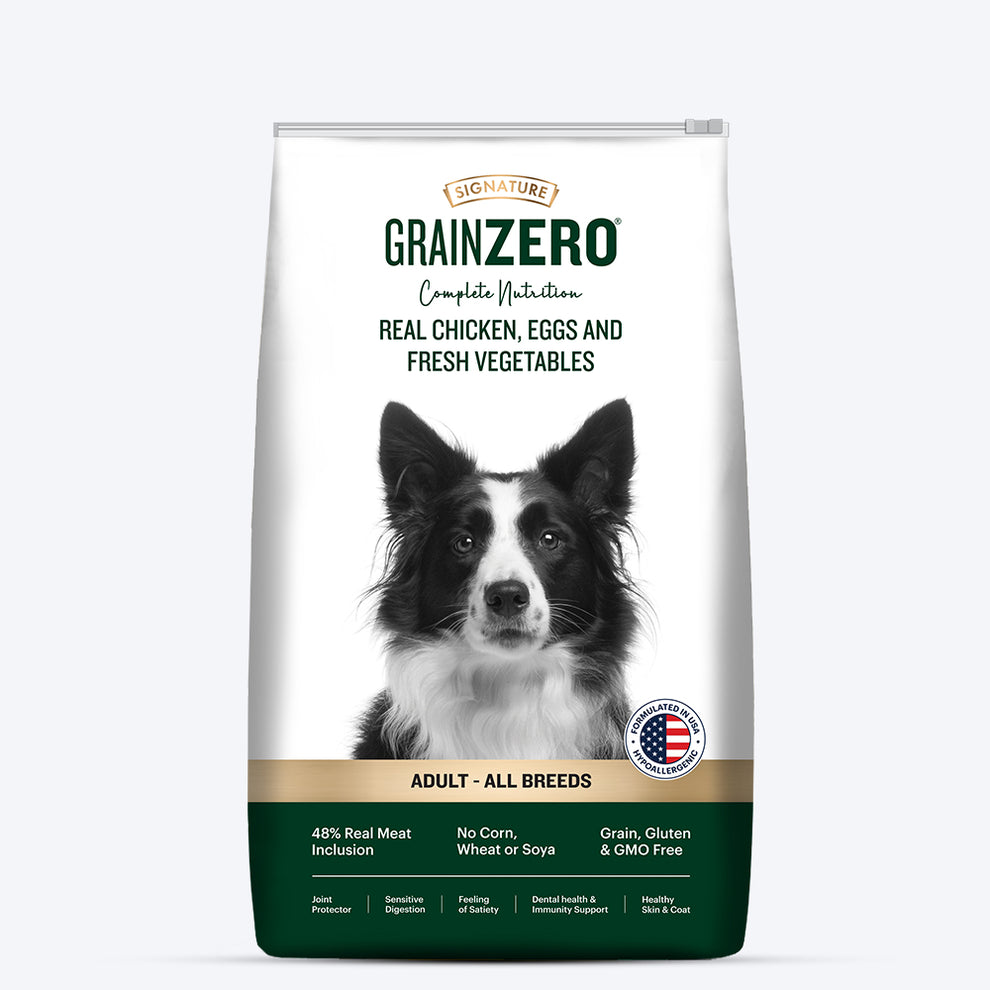 SIGNATURE
GRAINZERO®
Complete Nutrition
REAL CHICKEN, EGGS AND
FRESH VEGETABLES
FORMULATED IN USA
• HYPOALLERGENIC •
ADULT - ALL BREEDS
48% Real Meat
Inclusion
No Corn,
Wheat or Soya
Grain, Gluten
& GMO Free
Joint
Protector
Sensitive
Digestion
Feeling
of Satiety
Dental health &
Immunity Support
Healthy
Skin & Coat